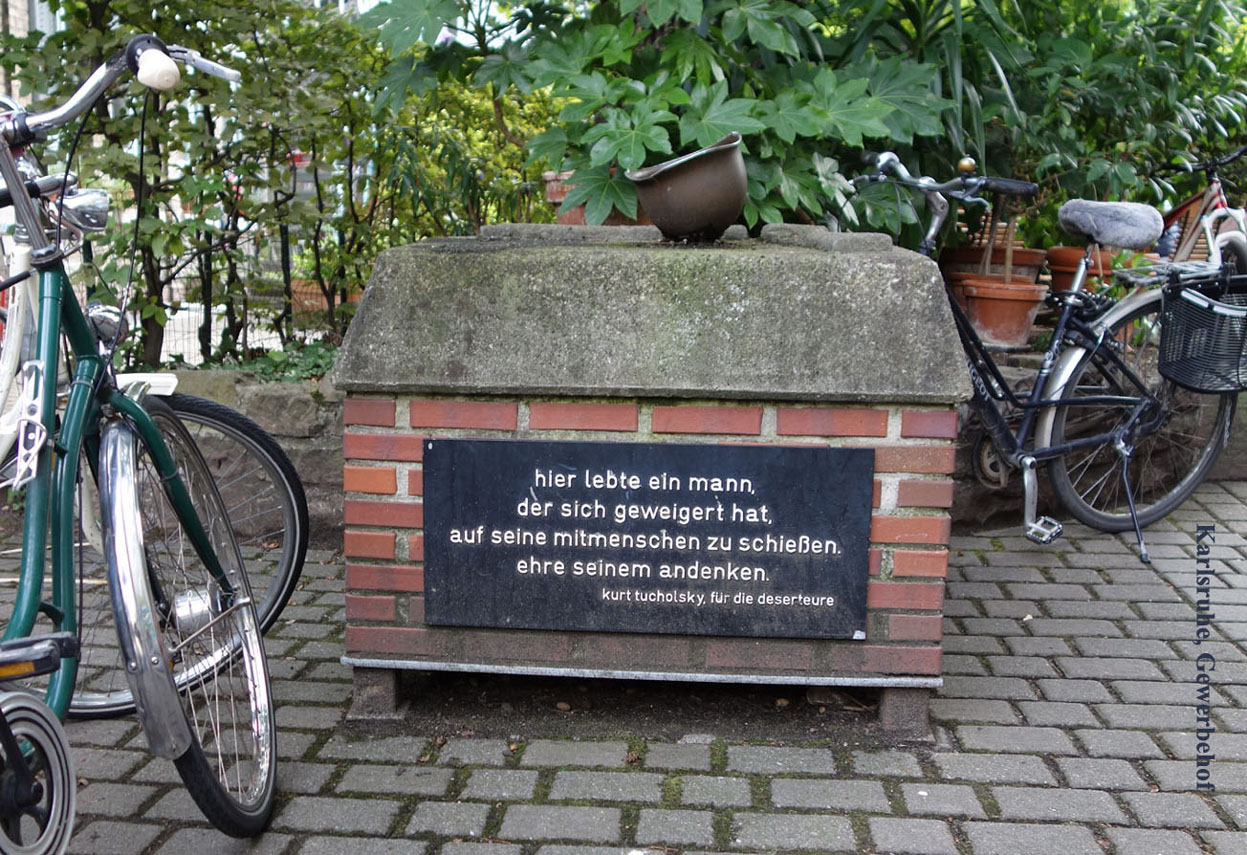 hier lebte ein mann,
der sich geweigert hat,
auf seine mitmenschen zu schießen.
ehre seinem andenken.
kurt tucholsky, für die deserteure
Karlsruhe, Gewerbehof